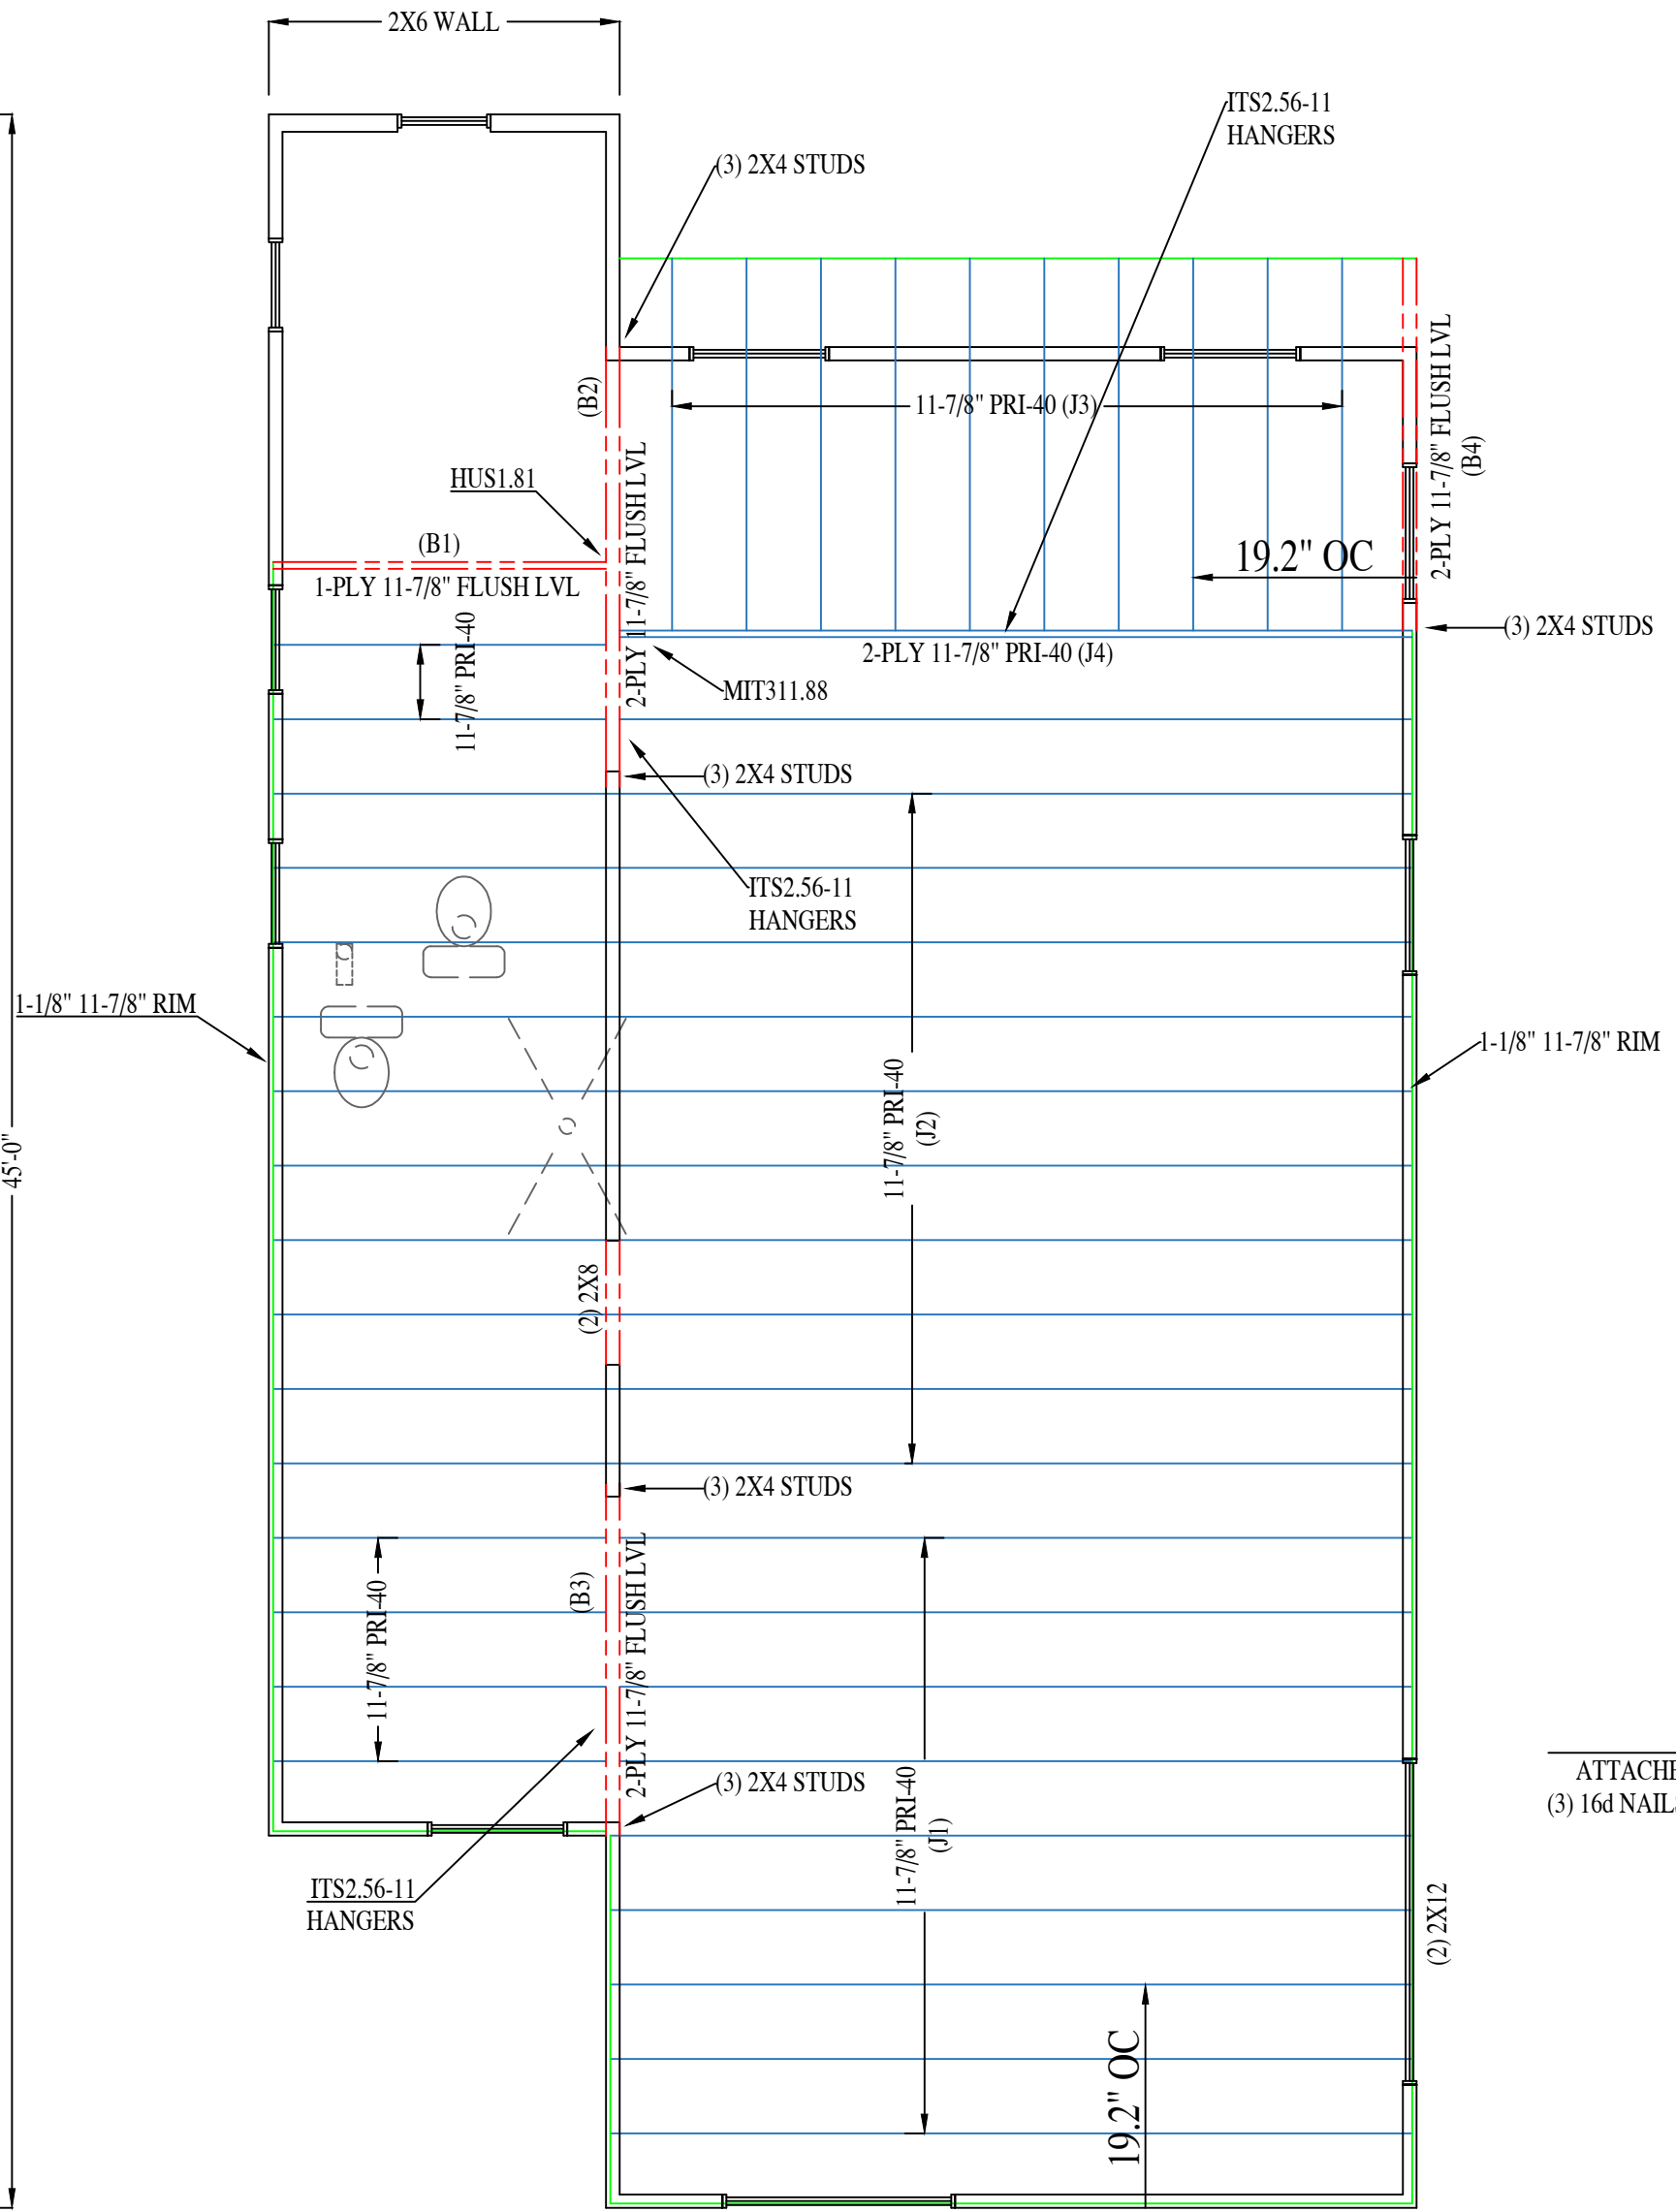 2X6 WALL
ITS2.56-11
HANGERS
(3) 2X4 STUDS
(B2)
11-7/8" PRI-40 (J3)
2-PLY 11-7/8" FLUSH LVL
(B4)
HUS1.81
2-PLY 11-7/8" FLUSH LVL
(B1)
1-PLY 11-7/8" FLUSH LVL
19.2" OC
(3) 2X4 STUDS
11-7/8" PRI-40
2-PLY 11-7/8" PRI-40 (J4)
MIT311.88
(3) 2X4 STUDS
ITS2.56-11
HANGERS
1-1/8" 11-7/8" RIM
1-1/8" 11-7/8" RIM
45'-0"
11-7/8" PRI-40
(J2)
(2) 2X8
(3) 2X4 STUDS
(B3)
2-PLY 11-7/8" FLUSH LVL
11-7/8" PRI-40
(3) 2X4 STUDS
11-7/8" PRI-40
(J1)
ATTACHE
(3) 16d NAILS
ITS2.56-11
HANGERS
(2) 2X12
19.2" OC